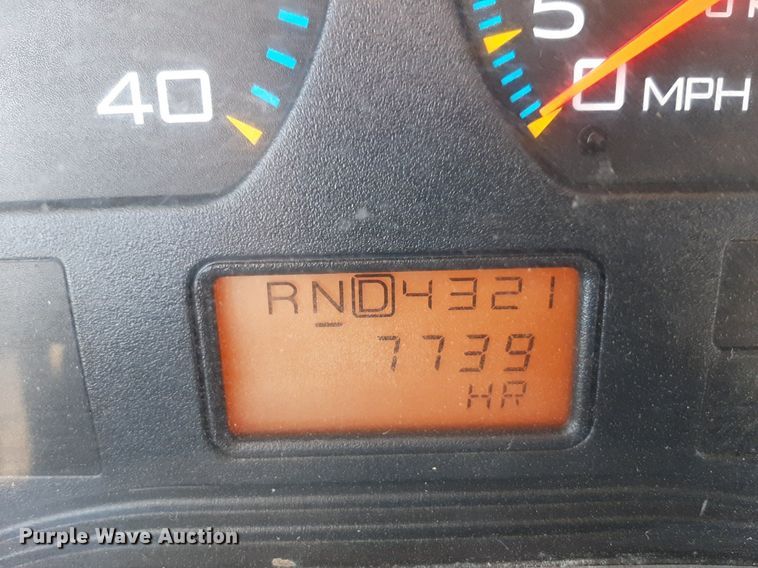 5
40
0 MPH
RND4321
7739
HR
Purple Wave Auction